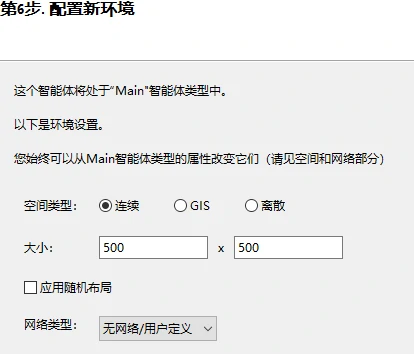 第6步. 配置新环境
这个智能体将处于"Main"智能体类型中。
以下是环境设置。
您始终可以从Main智能体类型的属性改变它们（请见空间和网络部分）
空间类型: 连续 GIS 离散
大小: 500 x 500
应用随机布局
网络类型: 无网络/用户定义